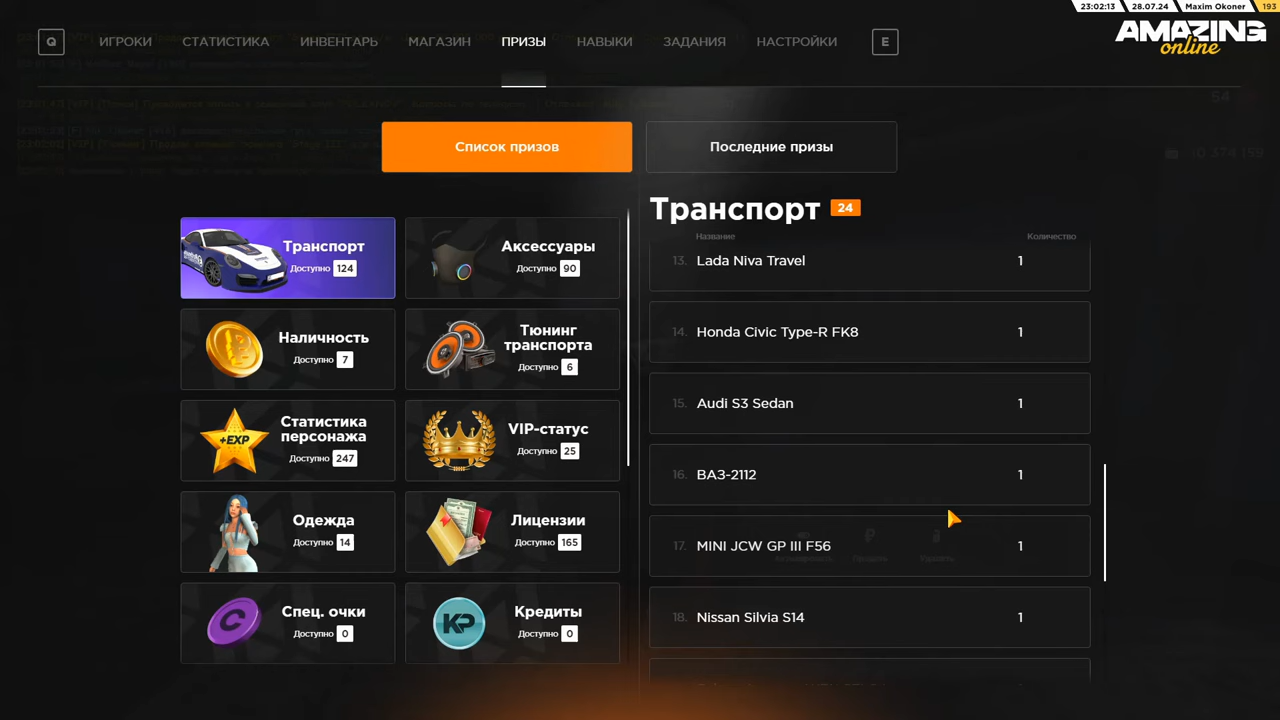 23:02:13 28.07.24 Maxim Okoner 193
AMAZING
online
Q ИГРОКИ СТАТИСТИКА ИНВЕНТАРЬ МАГАЗИН ПРИЗЫ НАВЫКИ ЗАДАНИЯ НАСТРОЙКИ E
Список призов Последние призы
Транспорт
Доступно 124
Аксессуары
Доступно 90
Наличность
Доступно 7
Тюнинг
транспорта
Доступно 6
+EXP
Статистика
персонажа
Доступно 247
VIP-статус
Доступно 25
Одежда
Доступно 14
Лицензии
Доступно 165
C
Спец. очки
Доступно 0
KP
Кредиты
Доступно 0
Транспорт 24
Название Количество
13. Lada Niva Travel 1
14. Honda Civic Type-R FK8 1
15. Audi S3 Sedan 1
16. ВАЗ-2112 1
17. MINI JCW GP III F56 1
18. Nissan Silvia S14 1